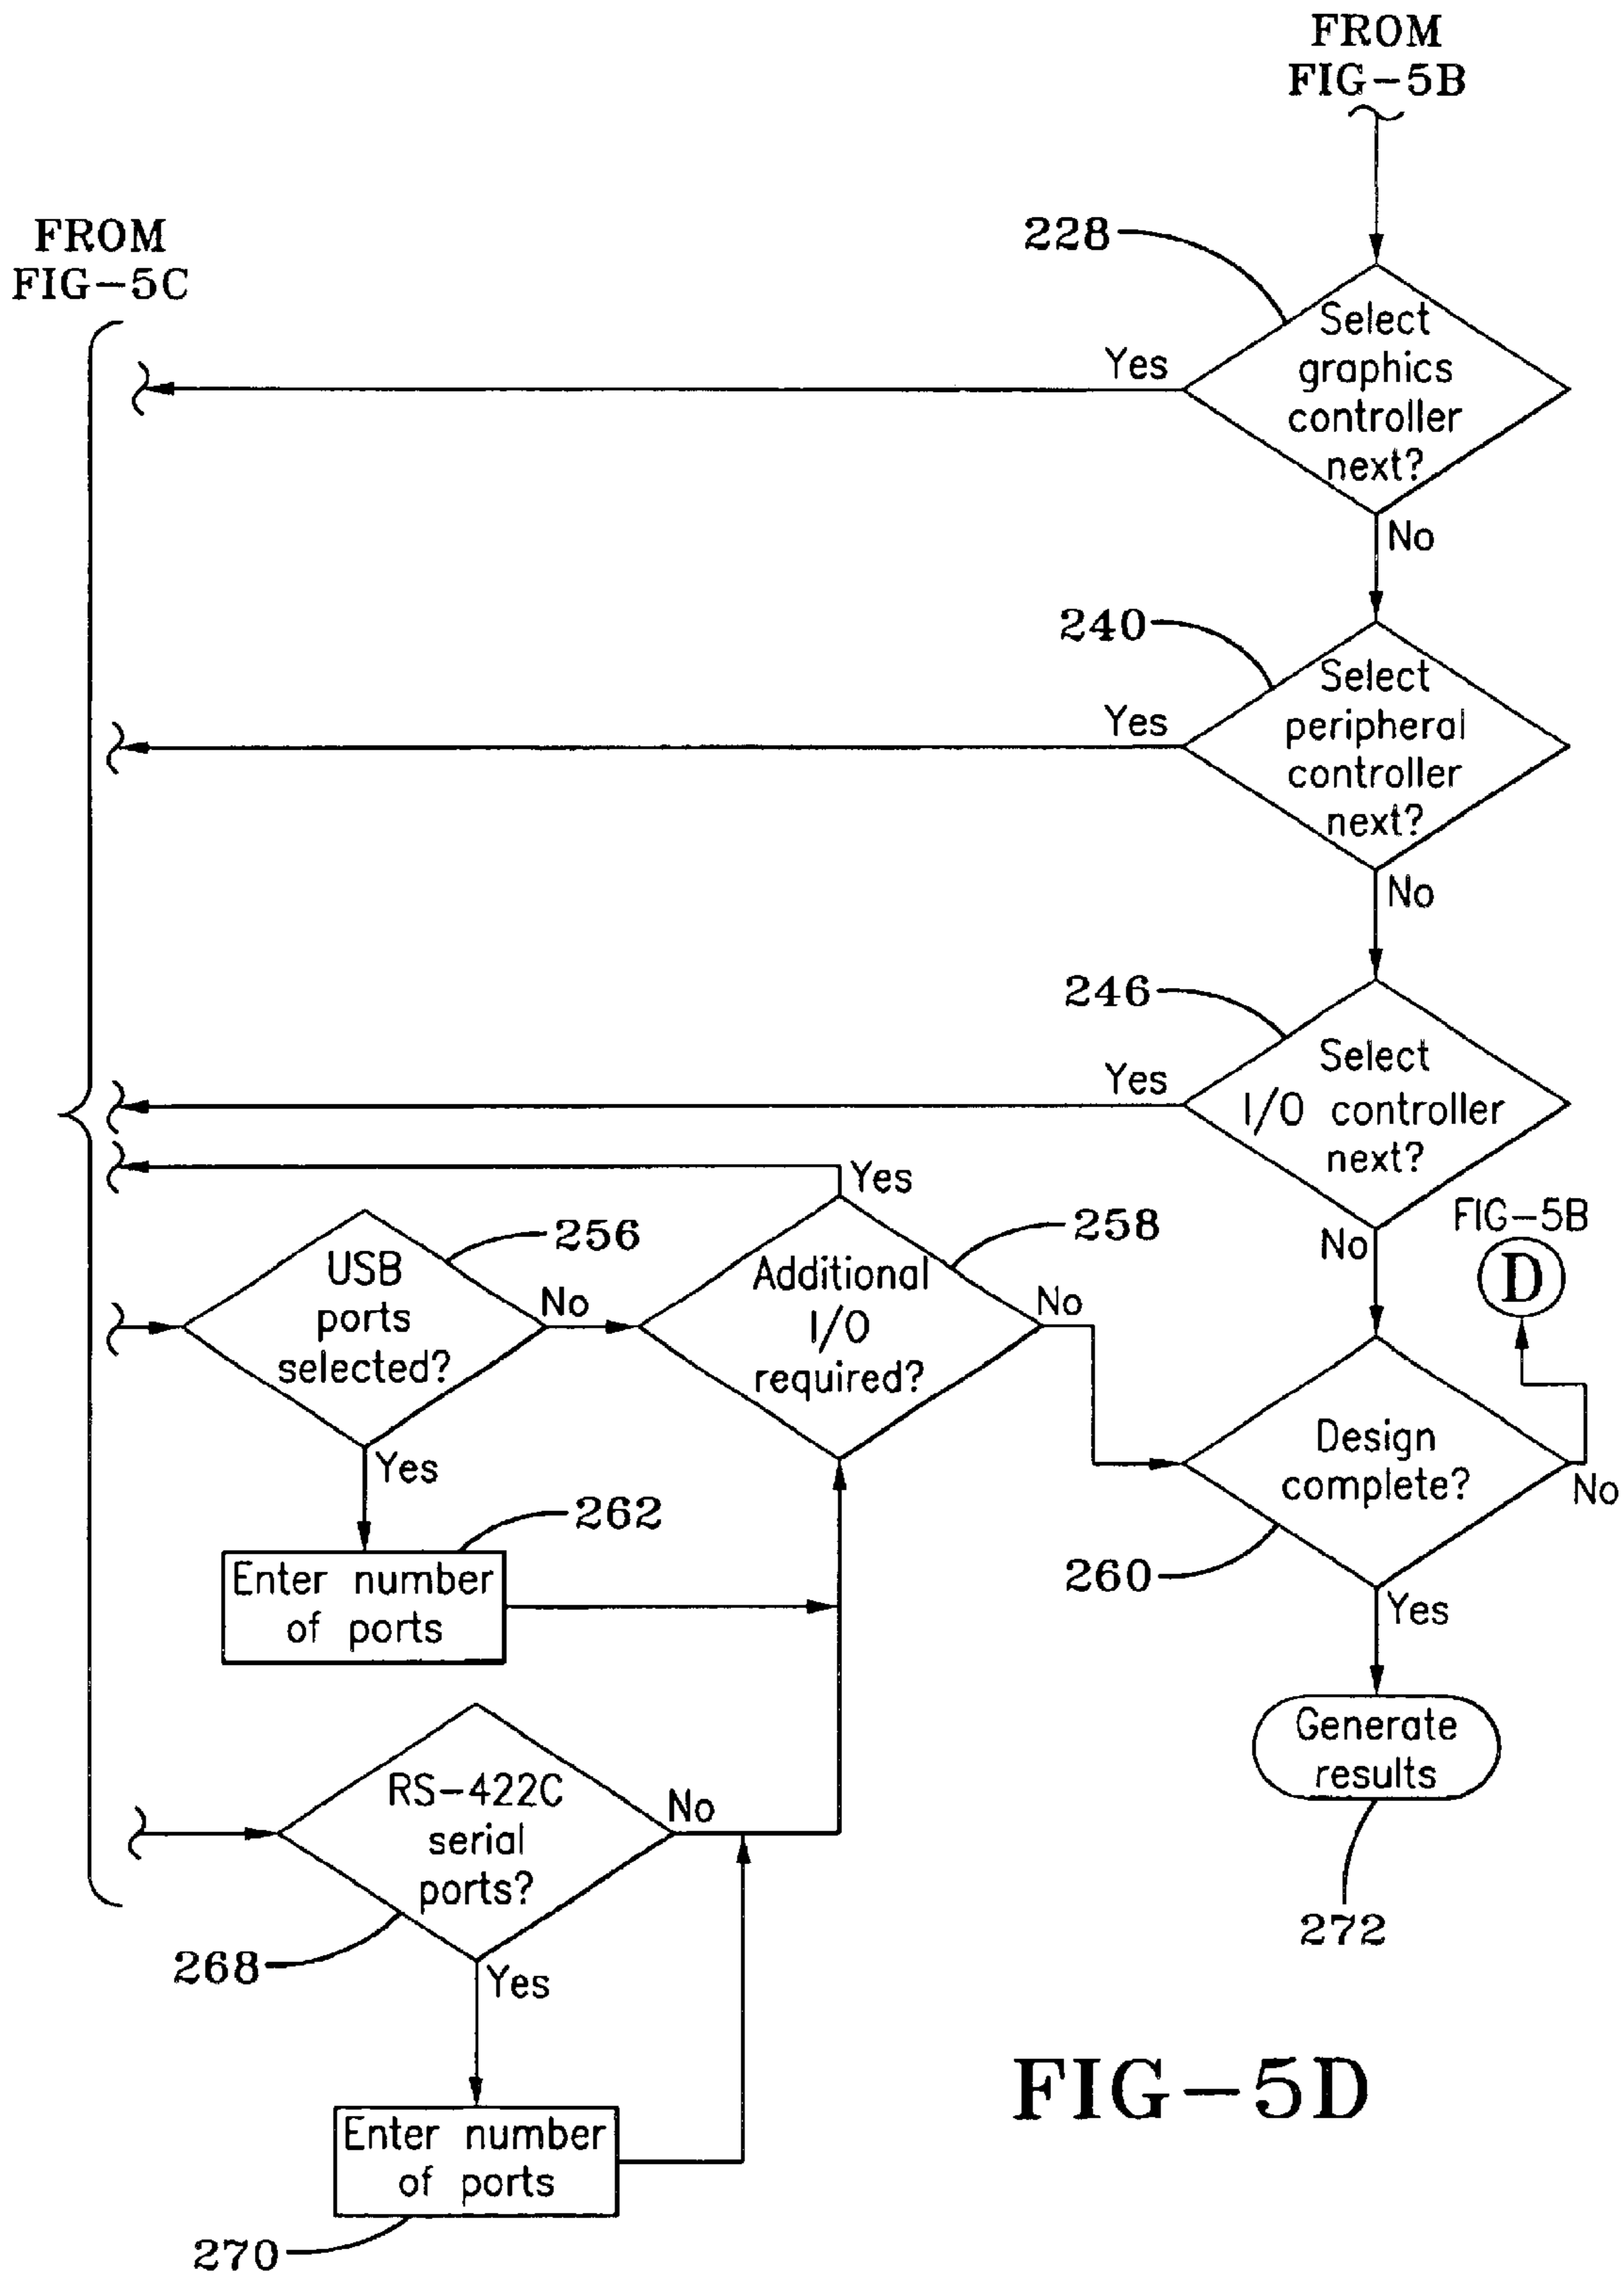 FROM
FIG-5B
FROM
FIG-5C
228
Select
graphics
controller
next?
Yes
No
240
Select
peripheral
controller
next?
Yes
No
246
Select
I/O controller
next?
Yes
No
FIG-5B
D
256
USB
ports
selected?
No
Yes
258
Additional
I/O
required?
Yes
No
Design
complete?
No
260
Yes
262
Enter number
of ports
Generate
results
272
RS-422C
serial
ports?
No
268
Yes
Enter number
of ports
270
FIG-5D